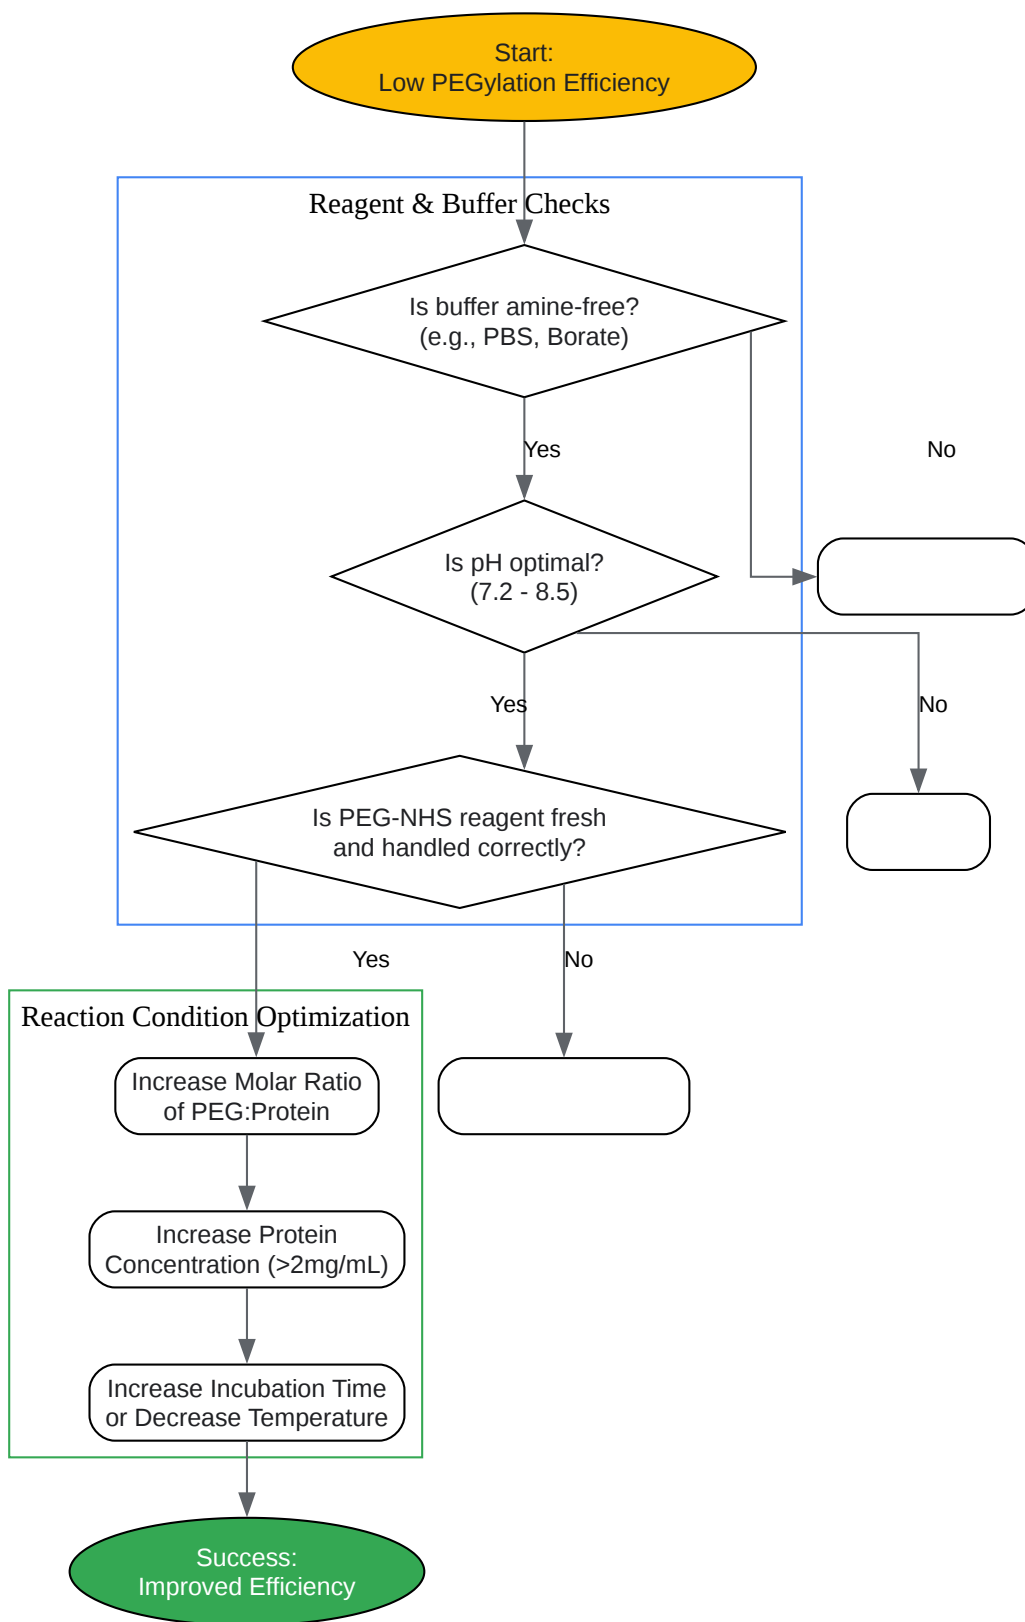 Start:
Low PEGylation Efficiency
Reagent & Buffer Checks
Is buffer amine-free?
(e.g., PBS, Borate)
Yes
No
Is pH optimal?
(7.2 - 8.5)
Yes
No
Is PEG-NHS reagent fresh
and handled correctly?
Yes
No
Reaction Condition Optimization
Increase Molar Ratio
of PEG:Protein
Increase Protein
Concentration (>2mg/mL)
Increase Incubation Time
or Decrease Temperature
Success:
Improved Efficiency